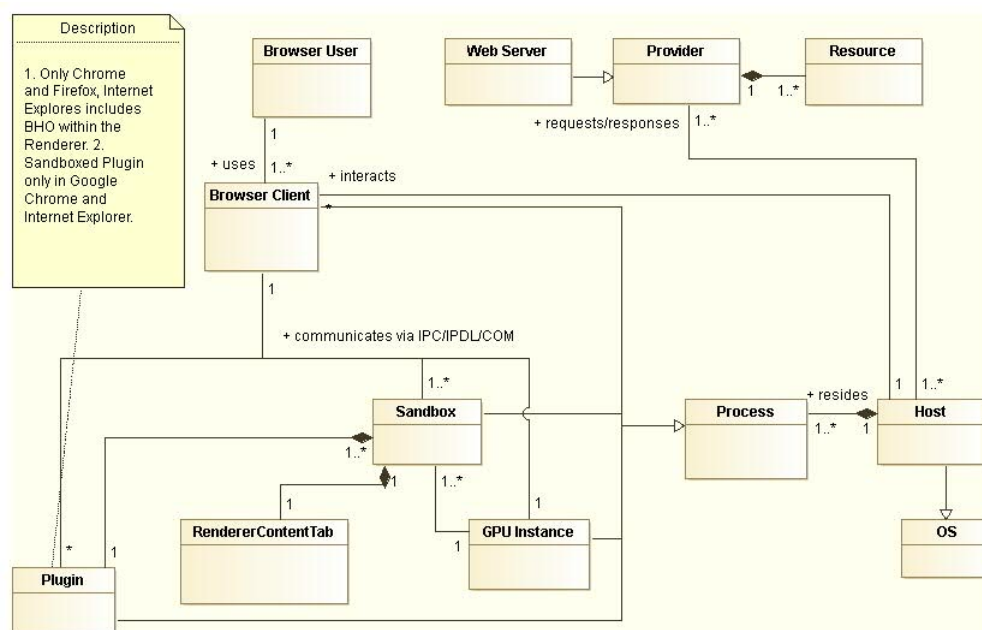 Description
1. Only Chrome
and Firefox, Internet
Explores includes
BHO within the
Renderer. 2.
Sandboxed Plugin
only in Google
Chrome and
Internet Explorer.
Browser User
Web Server
Provider
Resource
1
1..*
1
+ uses
1..*
+ requests/responses
1..*
+ interacts
Browser Client
*
1
+ communicates via IPC/IPDL/COM
1..*
Sandbox
Process
+ resides
1..*
1
1
1..*
Host
1..*
1
1..*
1
1
RendererContentTab
GPU Instance
1
OS
*
1
Plugin